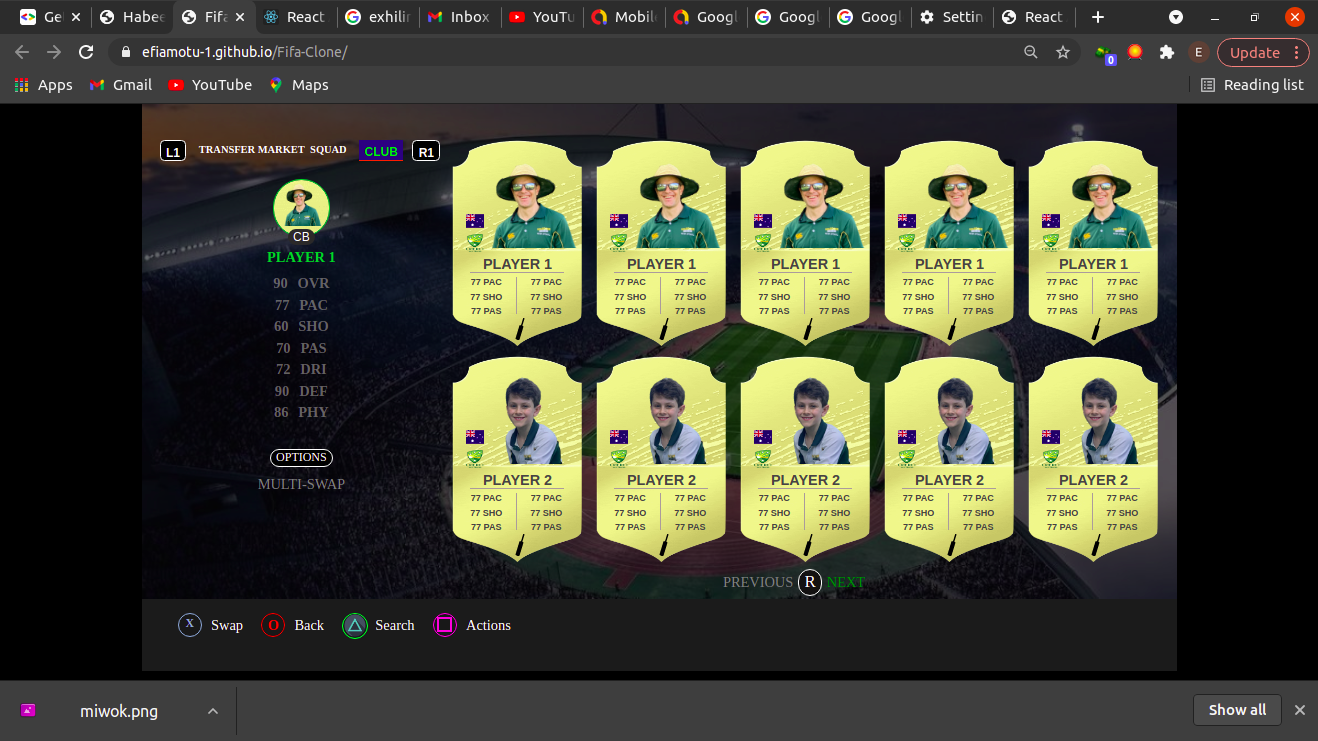 Ge Habee Fifa React exhilir Inbox YouTu Mobil Googl Googl Googl Settin React
efiamotu-1.github.io/Fifa-Clone/ 0 E Update
Apps Gmail YouTube Maps Reading list
L1 TRANSFER MARKET SQUAD CLUB R1
CB
PLAYER 1
90 OVR
77 PAC
60 SHO
70 PAS
72 DRI
90 DEF
86 PHY
OPTIONS
MULTI-SWAP
PLAYER 1 PLAYER 1 PLAYER 1 PLAYER 1 PLAYER 1
77 PAC 77 PAC 77 PAC 77 PAC 77 PAC 77 PAC 77 PAC 77 PAC 77 PAC 77 PAC
77 SHO 77 SHO 77 SHO 77 SHO 77 SHO 77 SHO 77 SHO 77 SHO 77 SHO 77 SHO
77 PAS 77 PAS 77 PAS 77 PAS 77 PAS 77 PAS 77 PAS 77 PAS 77 PAS 77 PAS
PLAYER 2 PLAYER 2 PLAYER 2 PLAYER 2 PLAYER 2
77 PAC 77 PAC 77 PAC 77 PAC 77 PAC 77 PAC 77 PAC 77 PAC 77 PAC 77 PAC
77 SHO 77 SHO 77 SHO 77 SHO 77 SHO 77 SHO 77 SHO 77 SHO 77 SHO 77 SHO
77 PAS 77 PAS 77 PAS 77 PAS 77 PAS 77 PAS 77 PAS 77 PAS 77 PAS 77 PAS
PREVIOUS R NEXT
X Swap O Back Search Actions
miwok.png Show all